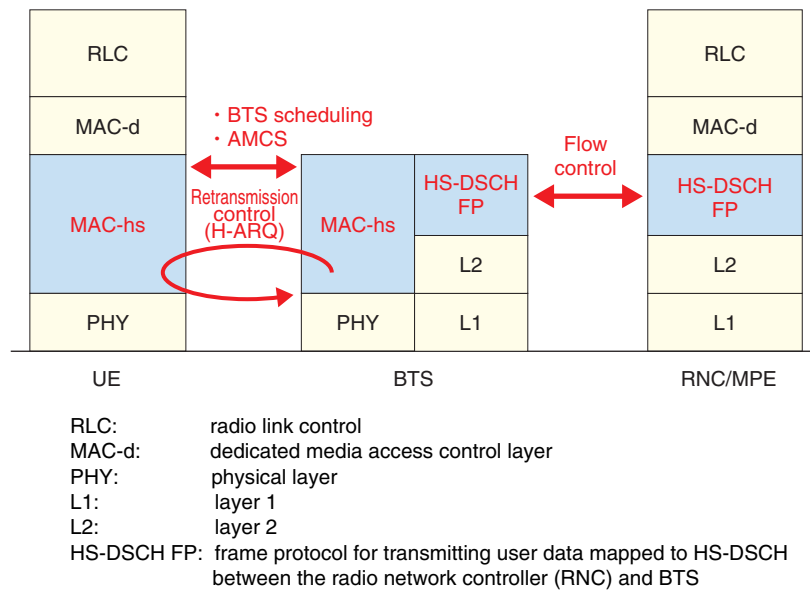 RLC
MAC-d
MAC-hs
PHY
UE
・BTS scheduling
・AMCS
Retransmission
control
(H-ARQ)
MAC-hs
PHY
HS-DSCH
FP
L2
L1
BTS
Flow
control
RLC
MAC-d
HS-DSCH
FP
L2
L1
RNC/MPE
RLC: radio link control
MAC-d: dedicated media access control layer
PHY: physical layer
L1: layer 1
L2: layer 2
HS-DSCH FP: frame protocol for transmitting user data mapped to HS-DSCH
between the radio network controller (RNC) and BTS